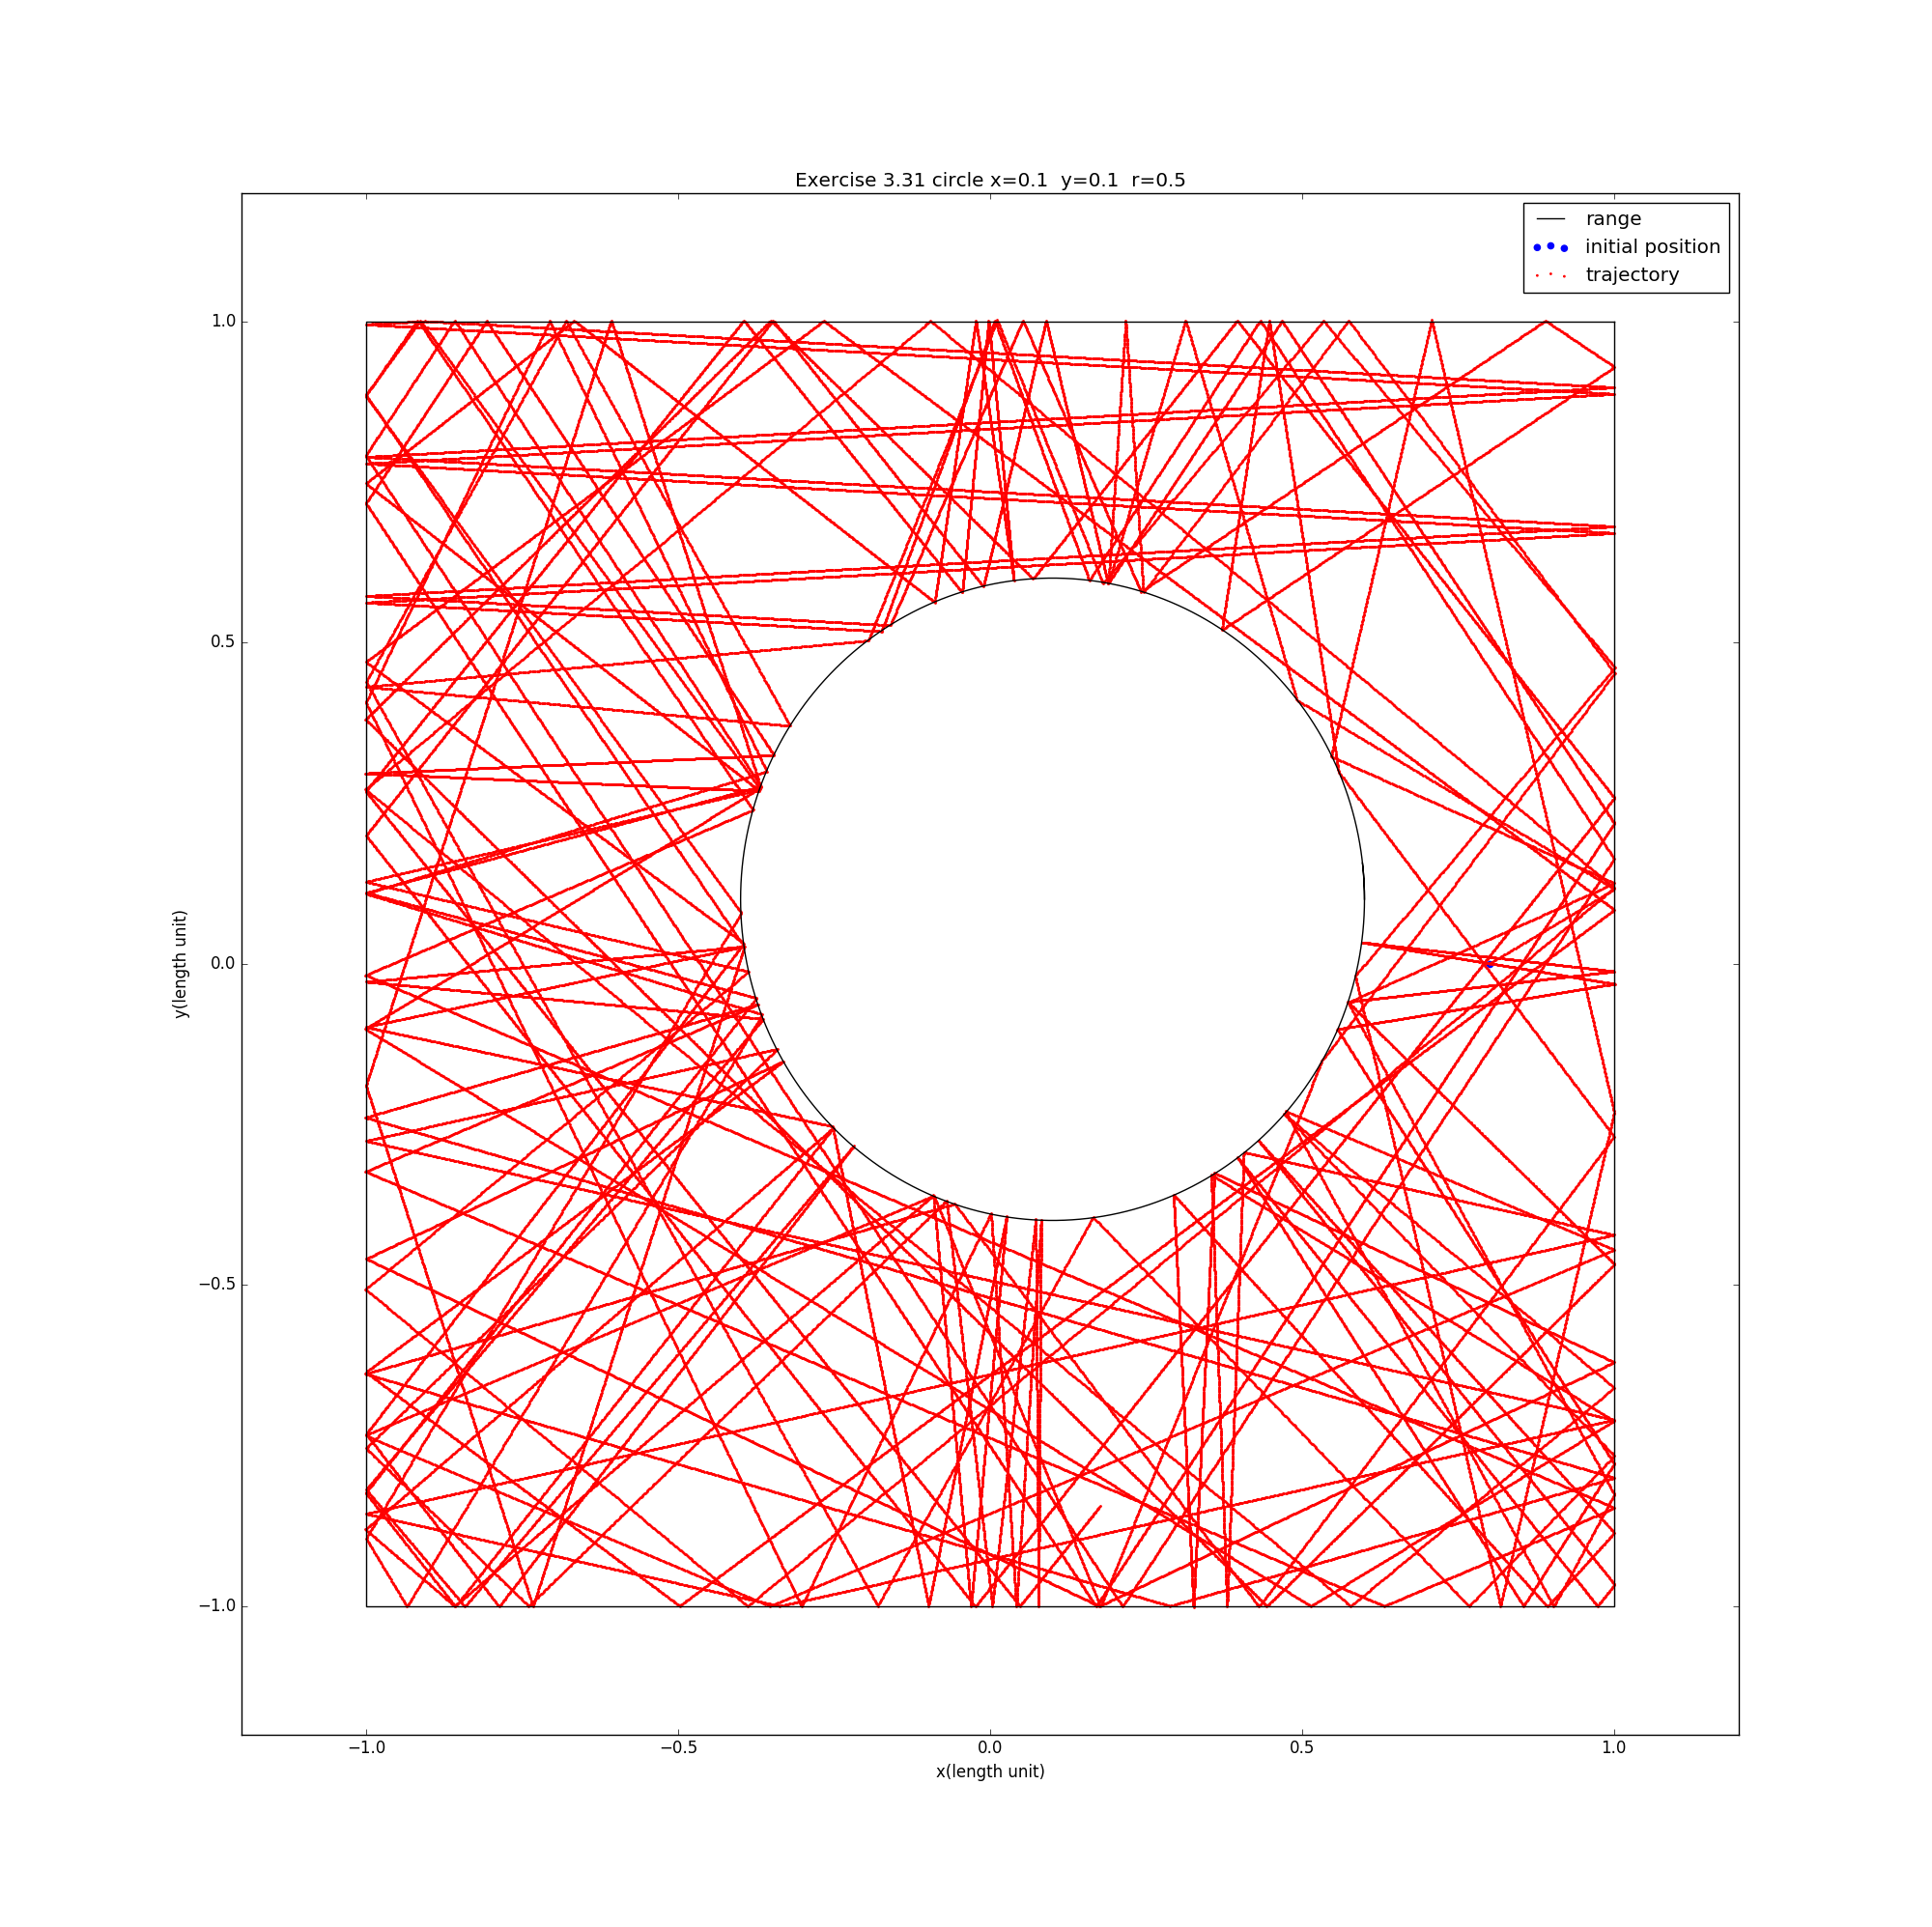 Exercise 3.31 circle x=0.1  y=0.1  r=0.5
range
initial position
trajectory
1.0
0.5
0.0
−0.5
−1.0
y(length unit)
−1.0
−0.5
0.0
0.5
1.0
x(length unit)